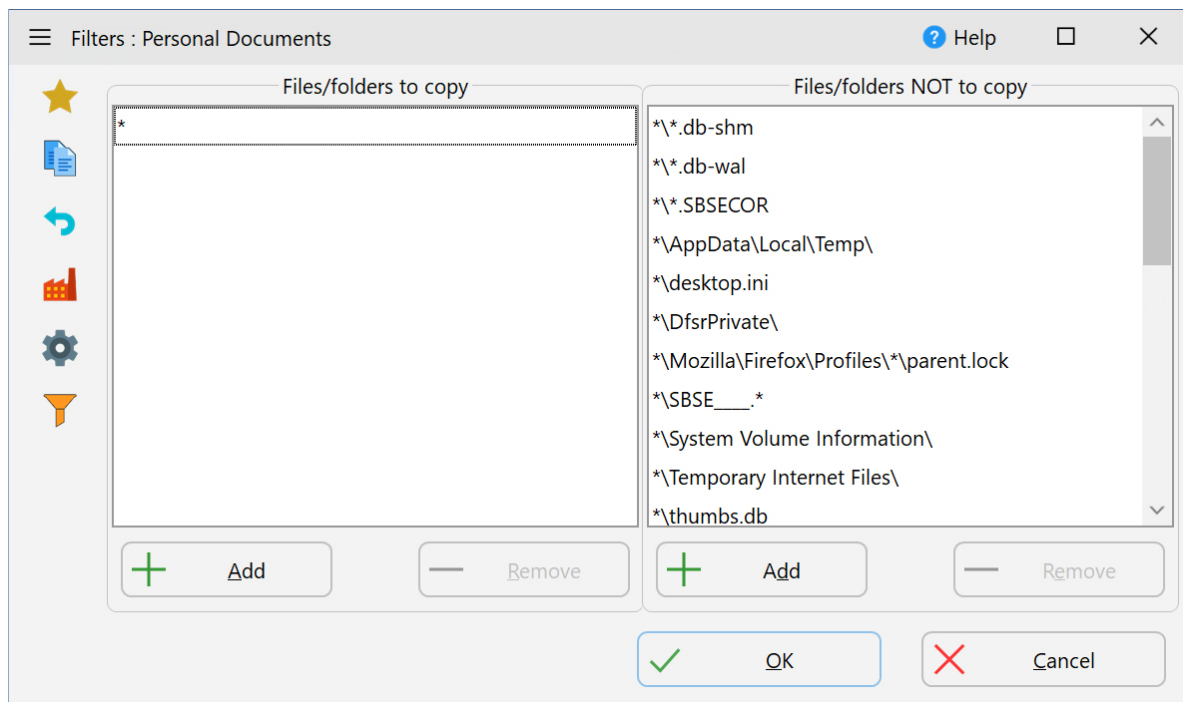 Filters : Personal Documents
Help
Files/folders to copy
*
Add
Remove
Files/folders NOT to copy
*\*.db-shm
*\*.db-wal
*\*.SBSECOR
*\AppData\Local\Temp\
*\desktop.ini
*\DfsrPrivate\
*\Mozilla\Firefox\Profiles\*\parent.lock
*\SBSE____.*
*\System Volume Information\
*\Temporary Internet Files\
*\thumbs.db
Add
Remove
OK
Cancel